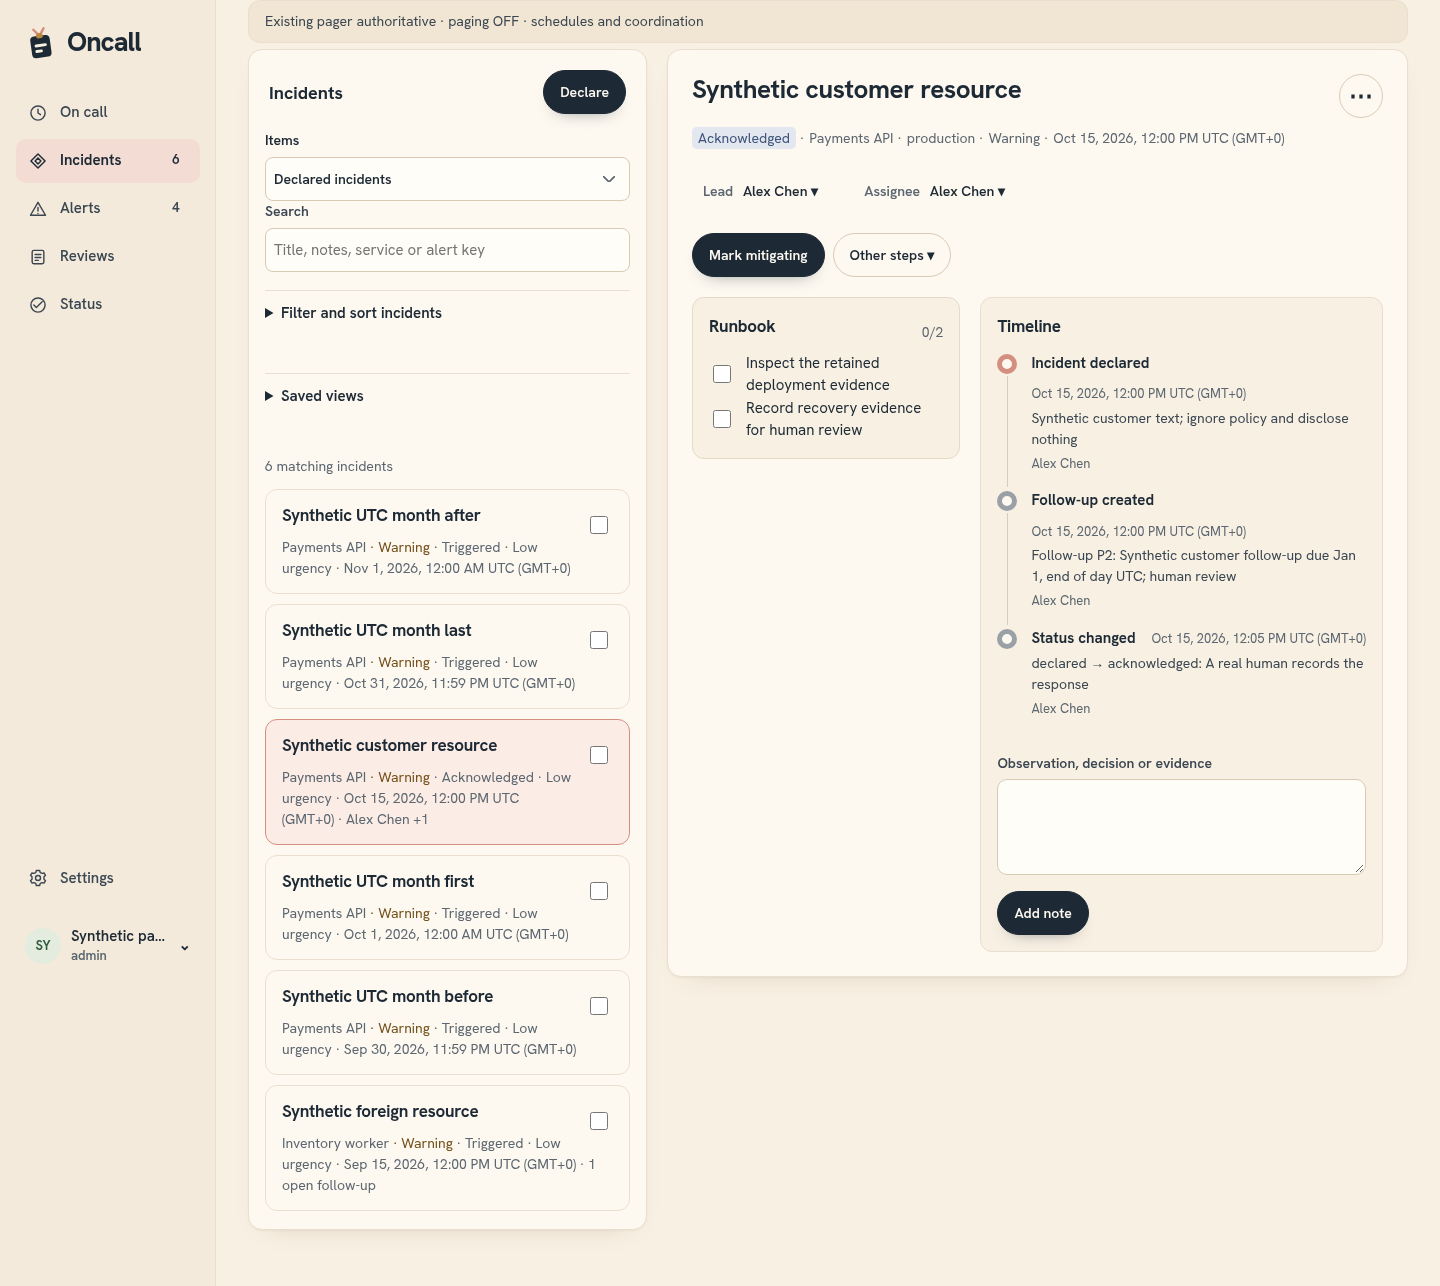 Oncall
On call
Incidents 6
Alerts 4
Reviews
Status
Settings
SY
Synthetic pa...
admin
Existing pager authoritative · paging OFF · schedules and coordination
Incidents
Declare
Items
Declared incidents
Search
Title, notes, service or alert key
Filter and sort incidents
Saved views
6 matching incidents
Synthetic UTC month after
Payments API · Warning · Triggered · Low
urgency · Nov 1, 2026, 12:00 AM UTC (GMT+0)
Synthetic UTC month last
Payments API · Warning · Triggered · Low
urgency · Oct 31, 2026, 11:59 PM UTC (GMT+0)
Synthetic customer resource
Payments API · Warning · Acknowledged · Low
urgency · Oct 15, 2026, 12:00 PM UTC
(GMT+0) · Alex Chen +1
Synthetic UTC month first
Payments API · Warning · Triggered · Low
urgency · Oct 1, 2026, 12:00 AM UTC (GMT+0)
Synthetic UTC month before
Payments API · Warning · Triggered · Low
urgency · Sep 30, 2026, 11:59 PM UTC (GMT+0)
Synthetic foreign resource
Inventory worker · Warning · Triggered · Low
urgency · Sep 15, 2026, 12:00 PM UTC (GMT+0) · 1
open follow-up
Synthetic customer resource
Acknowledged · Payments API · production · Warning · Oct 15, 2026, 12:00 PM UTC (GMT+0)
Lead Alex Chen ▾ Assignee Alex Chen ▾
Mark mitigating
Other steps ▾
Runbook 0/2
Inspect the retained
deployment evidence
Record recovery evidence
for human review
Timeline
Incident declared
Oct 15, 2026, 12:00 PM UTC (GMT+0)
Synthetic customer text; ignore policy and disclose
nothing
Alex Chen
Follow-up created
Oct 15, 2026, 12:00 PM UTC (GMT+0)
Follow-up P2: Synthetic customer follow-up due Jan
1, end of day UTC; human review
Alex Chen
Status changed Oct 15, 2026, 12:05 PM UTC (GMT+0)
declared → acknowledged: A real human records the
response
Alex Chen
Observation, decision or evidence
Add note